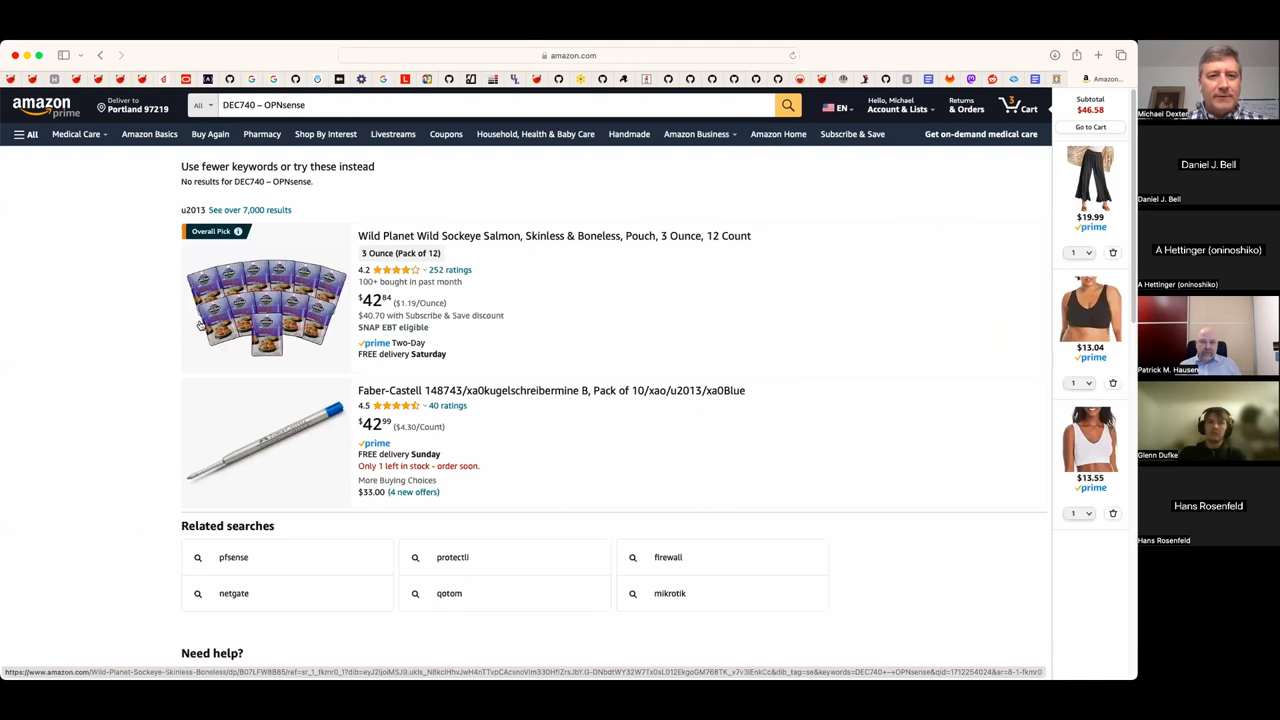 amazon.com
Amazon...
amazon
prime
Deliver to
Portland 97219
All
DEC740 – OPNsense
EN
Hello, Michael
Account & Lists
Returns
& Orders
3
Cart
All
Medical Care
Amazon Basics
Buy Again
Pharmacy
Shop By Interest
Livestreams
Coupons
Household, Health & Baby Care
Handmade
Amazon Business
Amazon Home
Subscribe & Save
Get on-demand medical care
Use fewer keywords or try these instead
No results for DEC740 – OPNsense.
u2013 See over 7,000 results
Overall Pick
Wild Planet Wild Sockeye Salmon, Skinless & Boneless, Pouch, 3 Ounce, 12 Count
3 Ounce (Pack of 12)
4.2 252 ratings
100+ bought in past month
$42 84 ($1.19/Ounce)
$40.70 with Subscribe & Save discount
SNAP EBT eligible
prime Two-Day
FREE delivery Saturday
Faber-Castell 148743/xa0kugelschreibermine B, Pack of 10/xao/u2013/xa0Blue
4.5 40 ratings
$42 99 ($4.30/Count)
prime
FREE delivery Sunday
Only 1 left in stock - order soon.
More Buying Choices
$33.00 (4 new offers)
Related searches
pfsense
protectli
firewall
netgate
qotom
mikrotik
Need help?
Subtotal
$46.58
Go to Cart
$19.99
prime
1
$13.04
prime
1
$13.55
prime
1
Michael Dexter
Daniel J. Bell
Daniel J. Bell
A Hettinger (oninoshiko)
A Hettinger (oninoshiko)
Patrick M. Hausen
Glenn Dufke
Hans Rosenfeld
Hans Rosenfeld